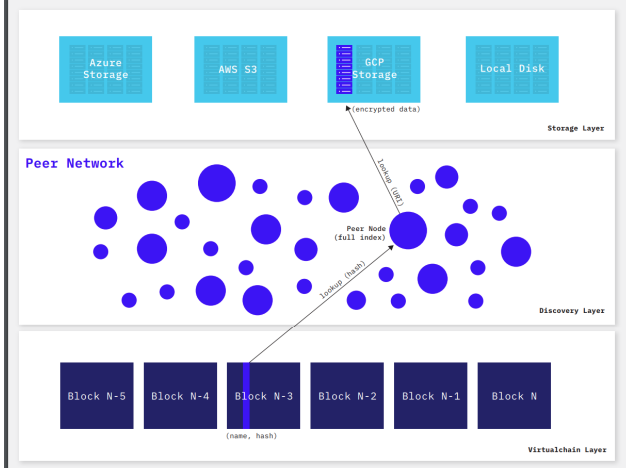 Azure
Storage
AWS S3
GCP
Storage
Local Disk
(encrypted data)
Storage Layer
Peer Network
lookup (URI)
Peer Node
(full index)
lookup (hash)
Discovery Layer
Block N-5
Block N-4
Block N-3
Block N-2
Block N-1
Block N
(name, hash)
Virtualchain Layer